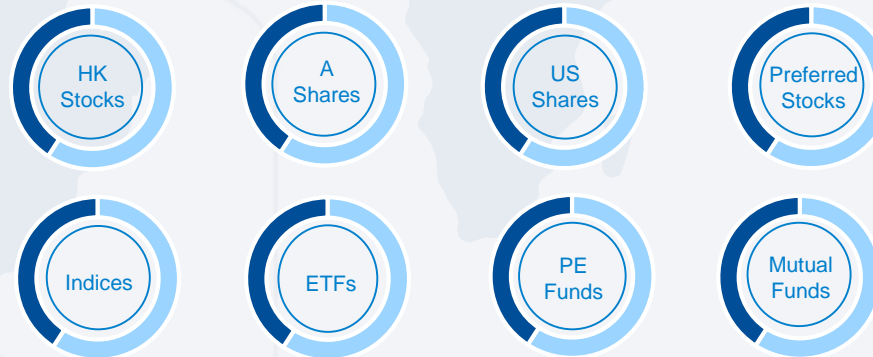 HK
Stocks
A
Shares
US
Shares
Preferred
Stocks
Indices
ETFs
PE
Funds
Mutual
Funds